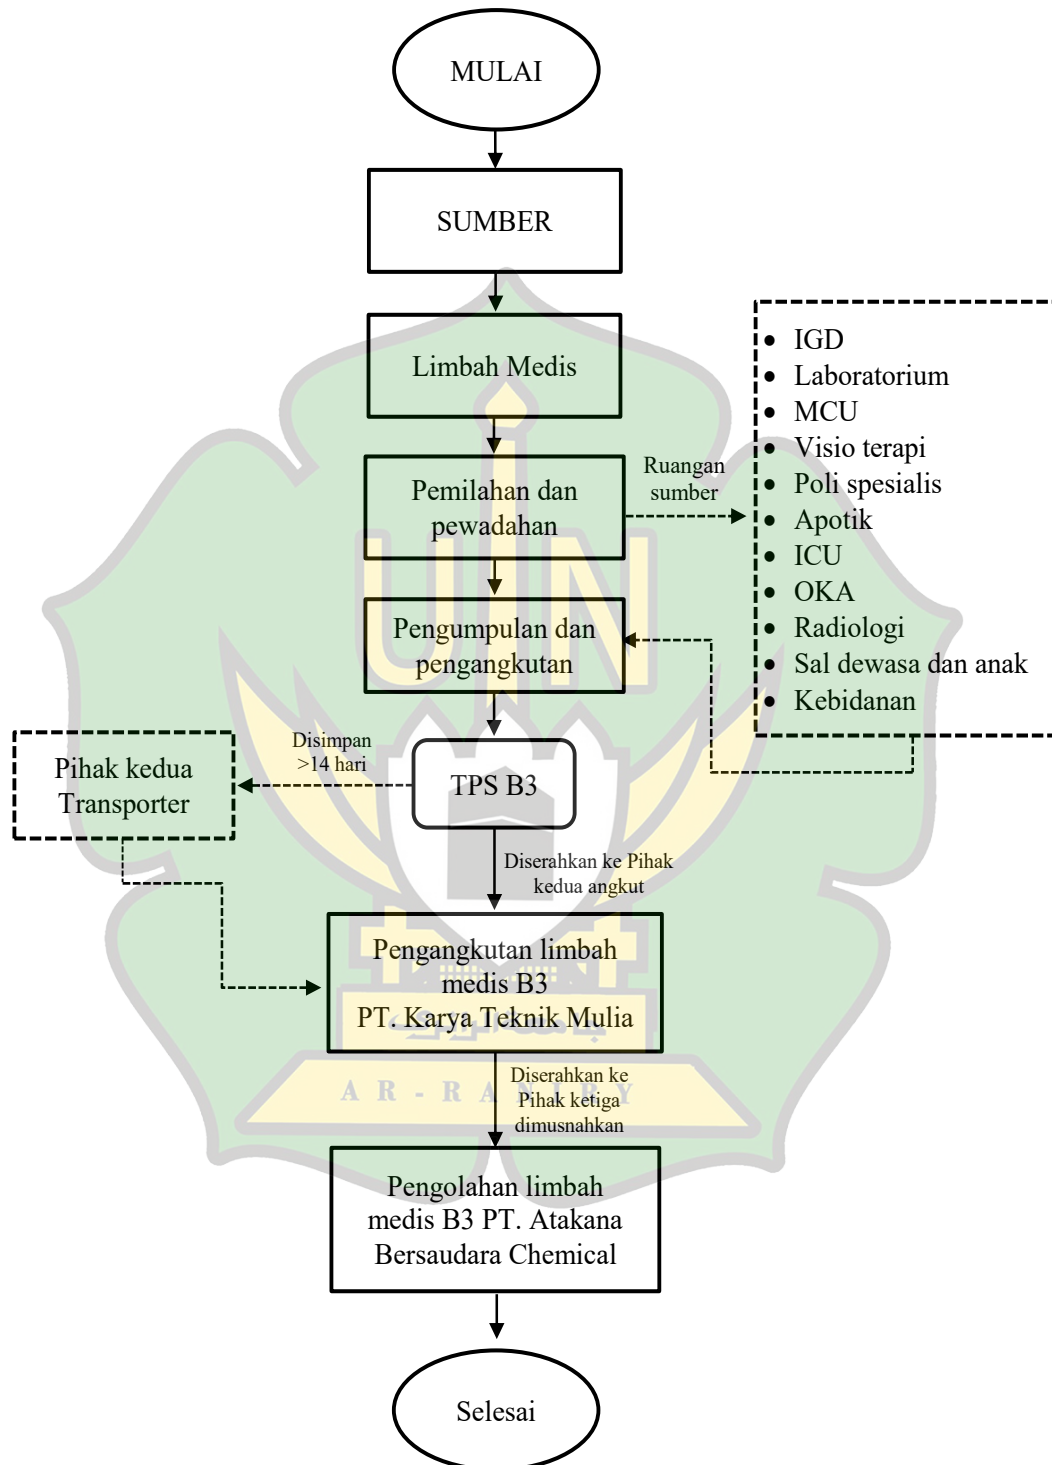 MULAI
SUMBER
Limbah Medis
Pemilahan dan
pewadahan
Ruangan
sumber
• IGD
• Laboratorium
• MCU
• Visio terapi
• Poli spesialis
• Apotik
• ICU
• OKA
• Radiologi
• Sal dewasa dan anak
• Kebidanan
Pengumpulan dan
pengangkutan
TPS B3
Disimpan
>14 hari
Pihak kedua
Transporter
Diserahkan ke Pihak
kedua angkut
Pengangkutan limbah
medis B3
PT. Karya Teknik Mulia
Diserahkan ke
Pihak ketiga
dimusnahkan
Pengolahan limbah
medis B3 PT. Atakana
Bersaudara Chemical
Selesai
UIN
جامعة الرانري
AR-RANIRY